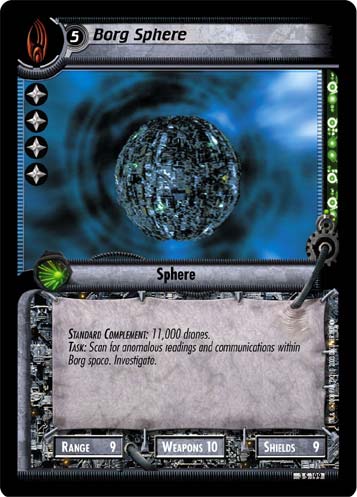 5 Borg Sphere
Sphere
STANDARD COMPLEMENT: 11,000 drones.
TASK: Scan for anomalous readings and communications within
Borg space. Investigate.
RANGE 9 WEAPONS 10 SHIELDS 9